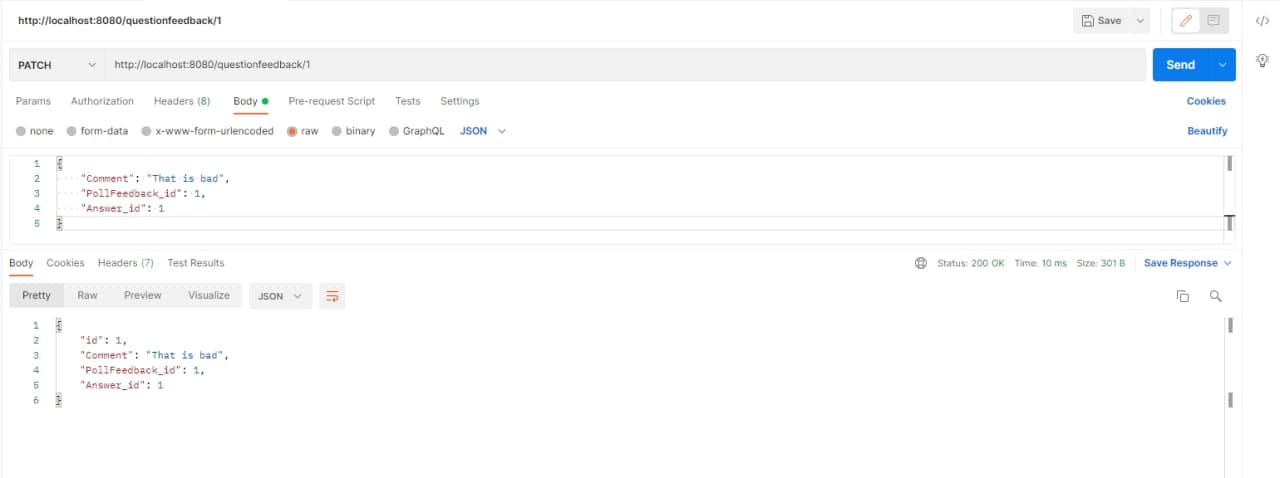 http://localhost:8080/questionfeedback/1 Save
PATCH http://localhost:8080/questionfeedback/1 Send
Params Authorization Headers (8) Body Pre-request Script Tests Settings Cookies
none form-data x-www-form-urlencoded raw binary GraphQL JSON Beautify
1 {
2 "Comment": "That is bad",
3 "PollFeedback_id": 1,
4 "Answer_id": 1
5 }
Body Cookies Headers (7) Test Results Status: 200 OK Time: 10 ms Size: 301 B Save Response
Pretty Raw Preview Visualize JSON
1 {
2 "id": 1,
3 "Comment": "That is bad",
4 "PollFeedback_id": 1,
5 "Answer_id": 1
6 }